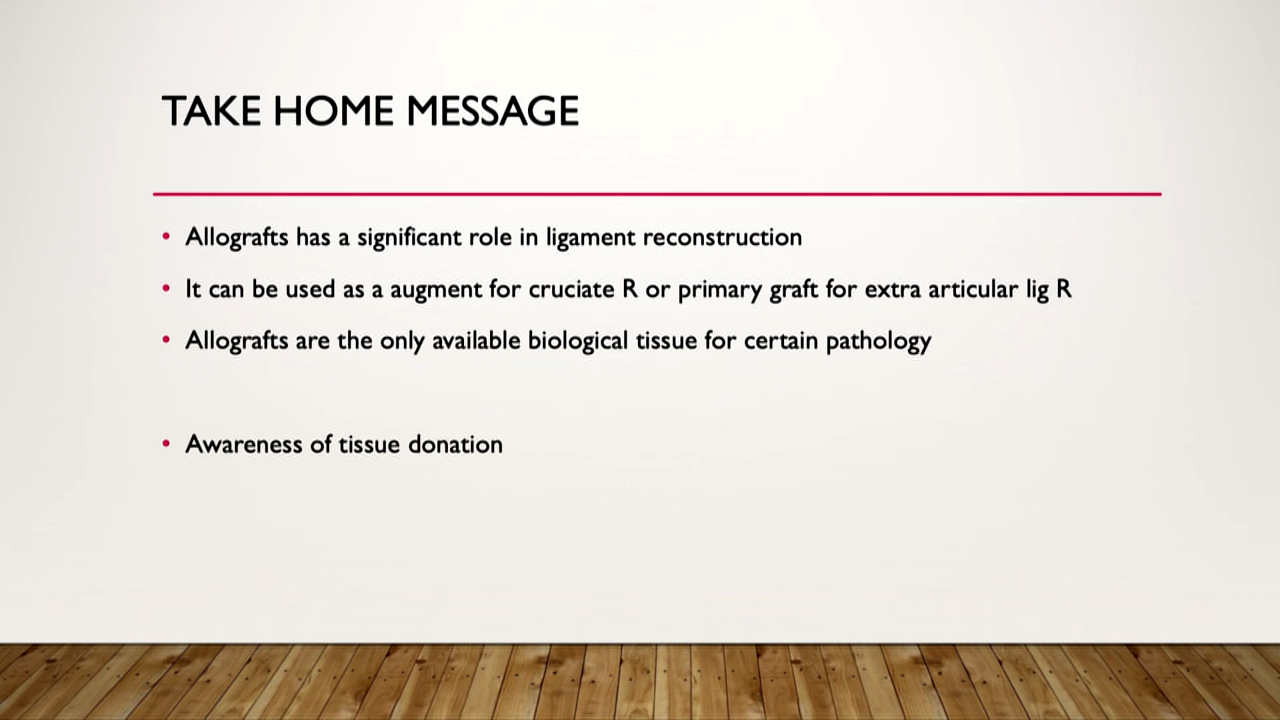 TAKE HOME MESSAGE
• Allografts has a significant role in ligament reconstruction
• It can be used as a augment for cruciate R or primary graft for extra articular lig R
• Allografts are the only available biological tissue for certain pathology
• Awareness of tissue donation